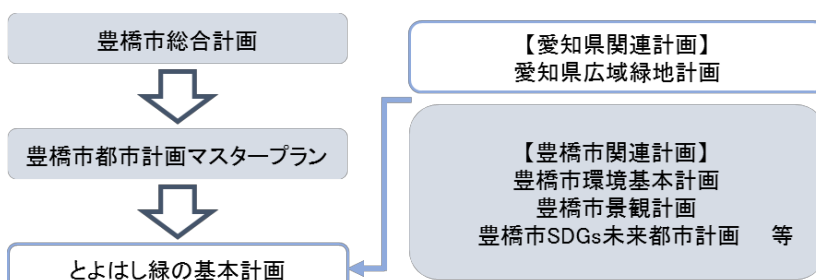 豊橋市総合計画
豊橋市都市計画マスタープラン
とよはし緑の基本計画
【愛知県関連計画】
愛知県広域緑地計画
【豊橋市関連計画】
豊橋市環境基本計画
豊橋市景観計画
豊橋市SDGs未来都市計画　等